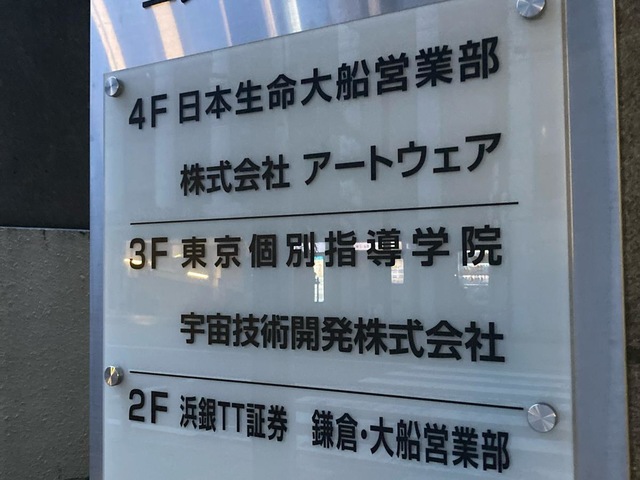 4F 日本生命大船営業部
株式会社 アートウェア
3F 東京個別指導学院
宇宙技術開発株式会社
2F 浜銀TT証券 鎌倉・大船営業部